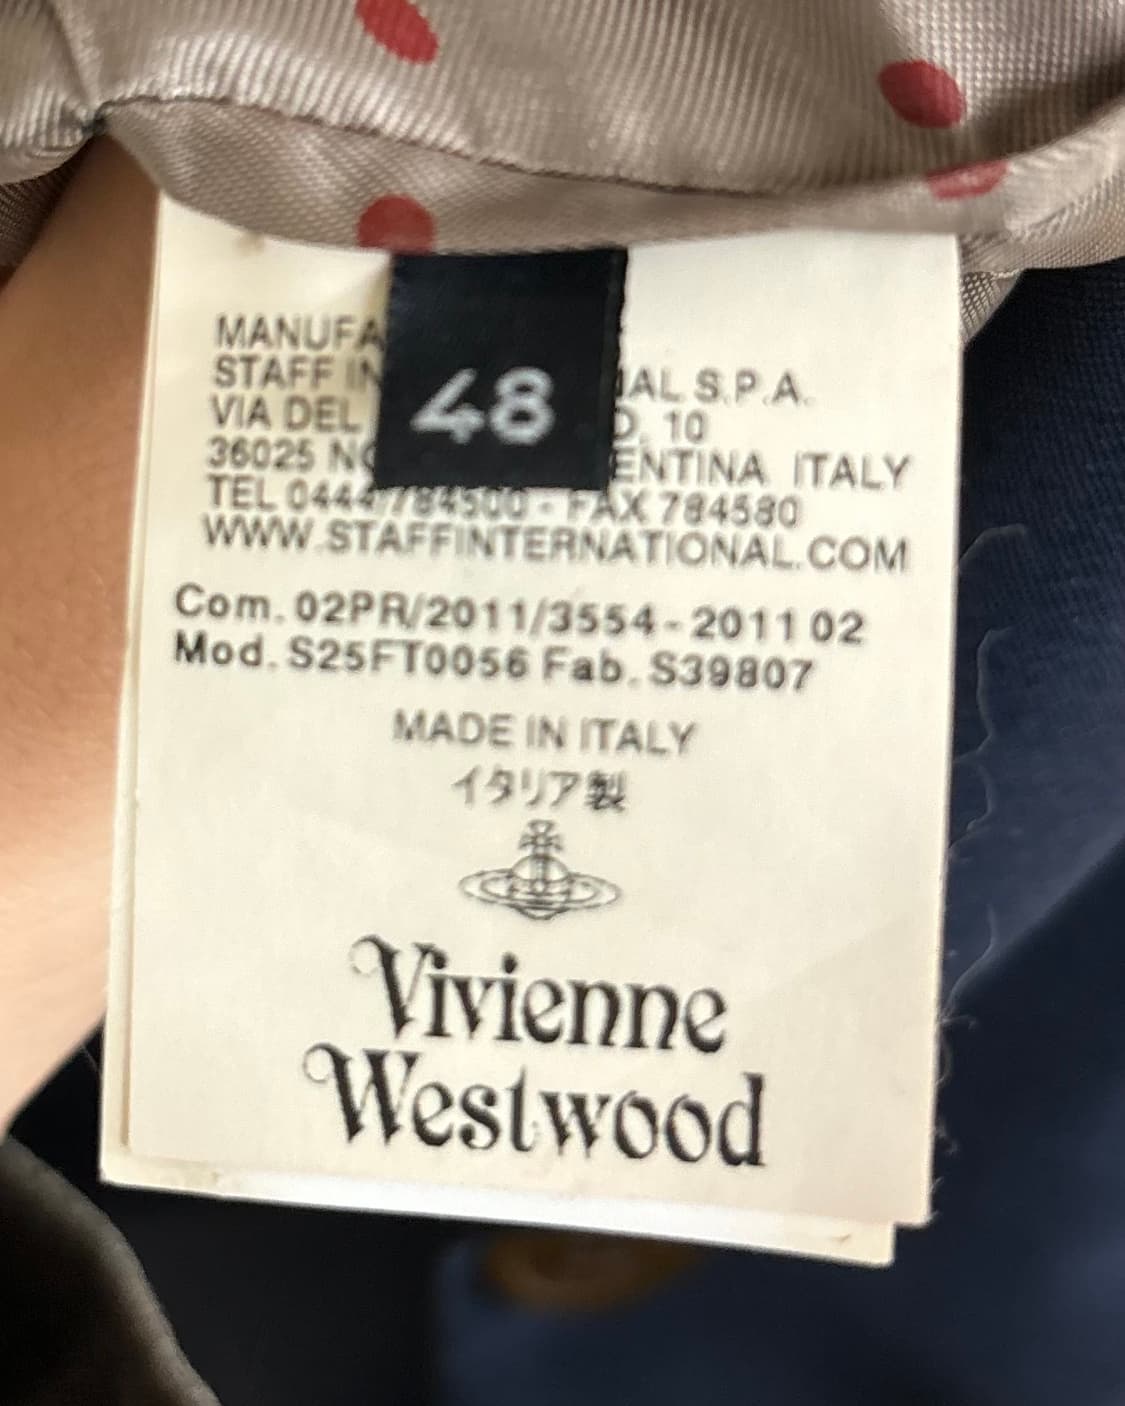 48
MANUFA
STAFF IN AL S.P.A.
VIA DEL O, 10
36025 NO ENTINA ITALY
TEL 0444/784500 - FAX 784580
WWW.STAFFINTERNATIONAL.COM
Com. 02PR/2011/3554-2011 02
Mod. S25FT0056 Fab. S39807
MADE IN ITALY
イタリア製
Vivienne
Westwood